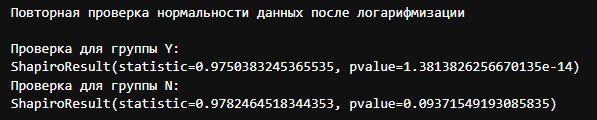 Повторная проверка нормальности данных после логарифмизации
Проверка для группы Y:
ShapiroResult(statistic=0.9750383245365535, pvalue=1.3813826256670135e-14)
Проверка для группы N:
ShapiroResult(statistic=0.9782464518344353, pvalue=0.09371549193085835)